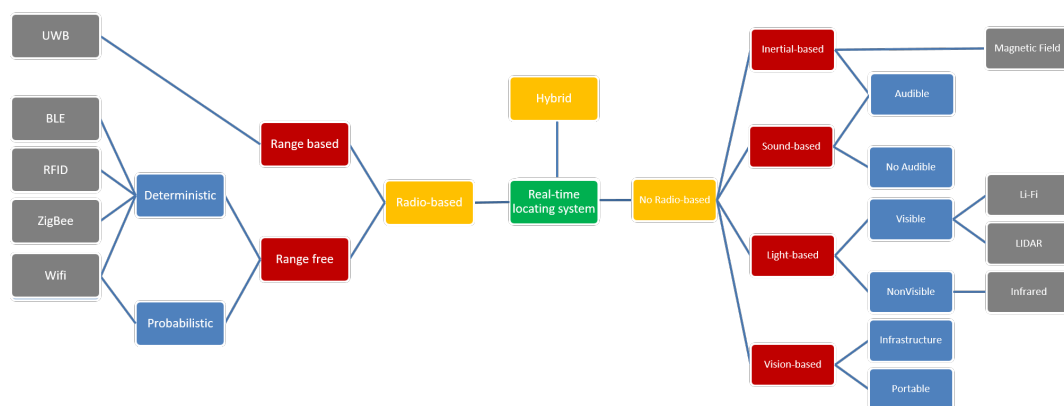 UWB
BLE
RFID
ZigBee
Wifi
Deterministic
Probabilistic
Range based
Range free
Radio-based
Hybrid
Real-time
locating system
No Radio-based
Inertial-based
Sound-based
Light-based
Vision-based
Audible
No Audible
Visible
NonVisible
Infrastructure
Portable
Magnetic Field
Li-Fi
LIDAR
Infrared